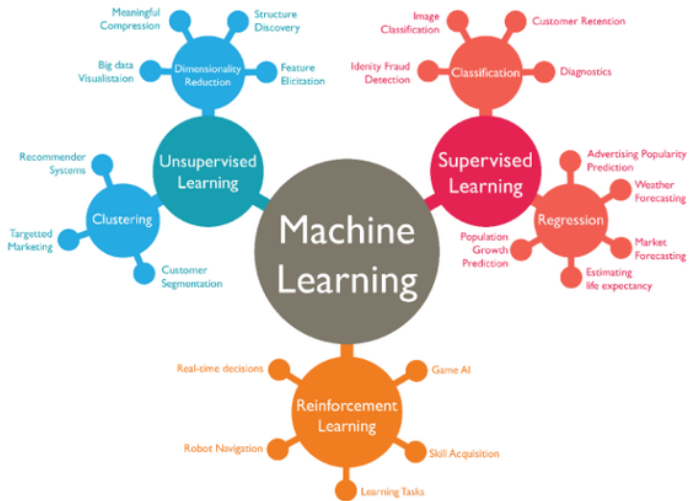 Meaningful
Compression
Structure
Discovery
Big data
Visualistaion
Dimensionality
Reduction
Feature
Elicitation
Unsupervised
Learning
Recommender
Systems
Clustering
Targetted
Marketing
Customer
Segmentation
Image
Classification
Customer Retention
Idenity Fraud
Detection
Classification
Diagnostics
Supervised
Learning
Advertising Popularity
Prediction
Weather
Forecasting
Regression
Population
Growth
Prediction
Market
Forecasting
Estimating
life expectancy
Machine
Learning
Real-time decisions
Game AI
Reinforcement
Learning
Robot Navigation
Skill Acquisition
Learning Tasks